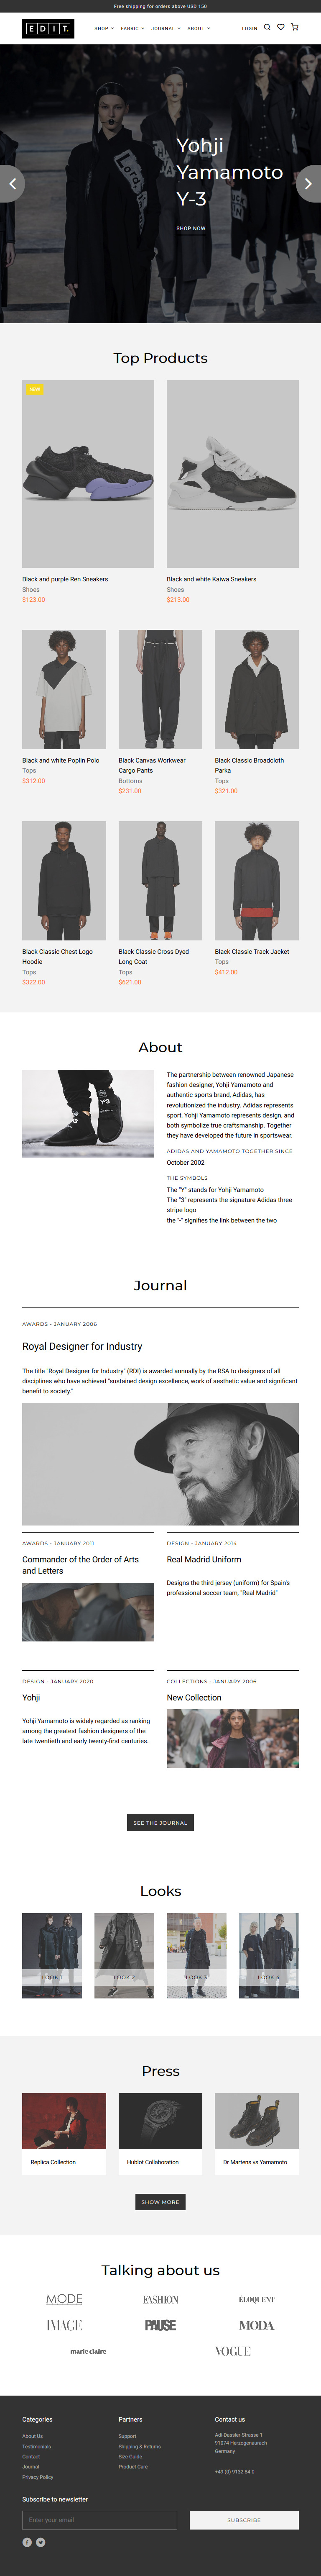 Free shipping for orders above USD 150
EDIT.
SHOP
FABRIC
JOURNAL
ABOUT
LOGIN
Yohji
Yamamoto
Y-3
SHOP NOW
Top Products
NEW
Black and purple Ren Sneakers
Shoes
$123.00
Black and white Kaiwa Sneakers
Shoes
$213.00
Black and white Poplin Polo
Tops
$312.00
Black Canvas Workwear
Cargo Pants
Bottoms
$231.00
Black Classic Broadcloth
Parka
Tops
$321.00
Black Classic Chest Logo
Hoodie
Tops
$322.00
Black Classic Cross Dyed
Long Coat
Tops
$621.00
Black Classic Track Jacket
Tops
$412.00
About
Y-3
The partnership between renowned Japanese
fashion designer, Yohji Yamamoto and
authentic sports brand, Adidas, has
revolutionized the industry. Adidas represents
sport, Yohji Yamamoto represents design, and
both symbolize true craftsmanship. Together
they have developed the future in sportswear.
ADIDAS AND YAMAMOTO TOGETHER SINCE
October 2002
THE SYMBOLS
The "Y" stands for Yohji Yamamoto
The "3" represents the signature Adidas three
stripe logo
the "-" signifies the link between the two
Journal
AWARDS - JANUARY 2006
Royal Designer for Industry
The title "Royal Designer for Industry" (RDI) is awarded annually by the RSA to designers of all
disciplines who have achieved "sustained design excellence, work of aesthetic value and significant
benefit to society."
AWARDS - JANUARY 2011
Commander of the Order of Arts
and Letters
DESIGN - JANUARY 2014
Real Madrid Uniform
Designs the third jersey (uniform) for Spain's
professional soccer team, "Real Madrid"
DESIGN - JANUARY 2020
Yohji
Yohji Yamamoto is widely regarded as ranking
among the greatest fashion designers of the
late twentieth and early twenty-first centuries.
COLLECTIONS - JANUARY 2006
New Collection
SEE THE JOURNAL
Looks
LOOK 1
LOOK 2
LOOK 3
LOOK 4
Press
Replica Collection
Hublot Collaboration
Dr Martens vs Yamamoto
SHOW MORE
Talking about us
MODE
FASHION
ÉLOQUENT
IMAGE
PAUSE
MODA
marie claire
VOGUE
Categories
About Us
Testimonials
Contact
Journal
Privacy Policy
Partners
Support
Shipping & Returns
Size Guide
Product Care
Contact us
Adi-Dassler-Strasse 1
91074 Herzogenaurach
Germany
+49 (0) 9132 84-0
Subscribe to newsletter
Enter your email
SUBSCRIBE